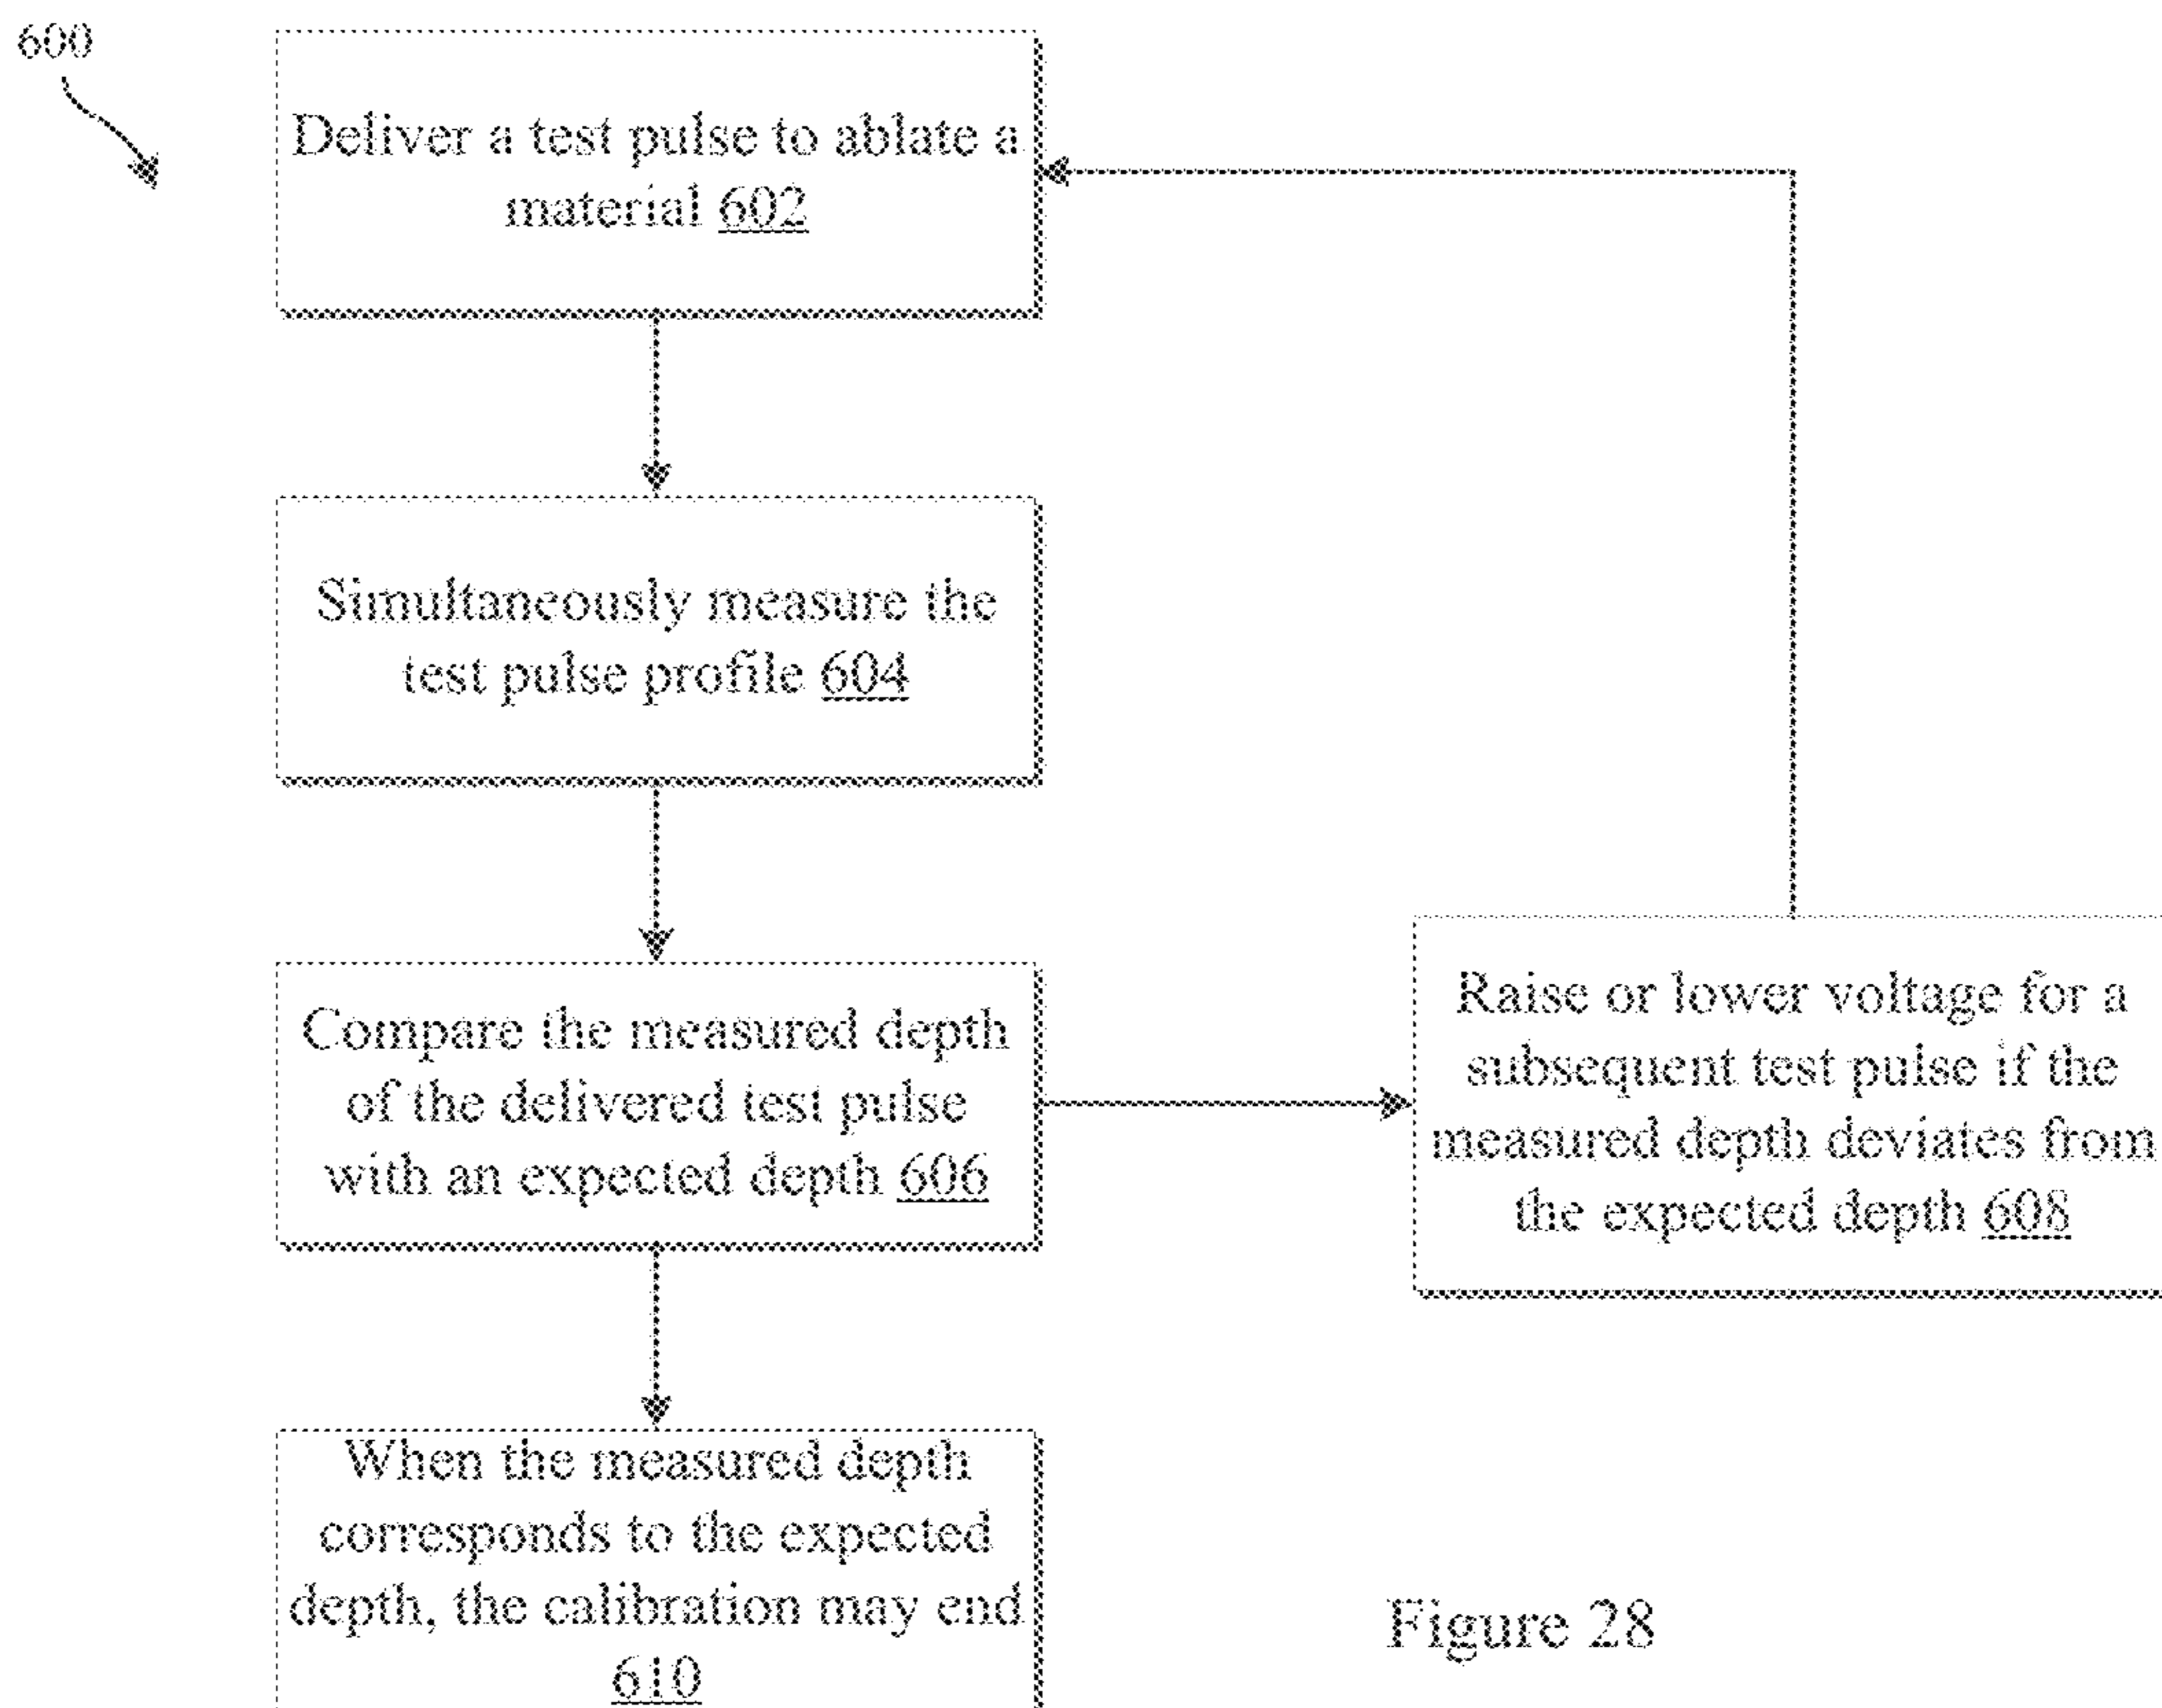 600
Deliver a test pulse to ablate a
material 602
Simultaneously measure the
test pulse profile 604
Compare the measured depth
of the delivered test pulse
with an expected depth 606
Raise or lower voltage for a
subsequent test pulse if the
measured depth deviates from
the expected depth 608
When the measured depth
corresponds to the expected
depth, the calibration may end
610
Figure 28